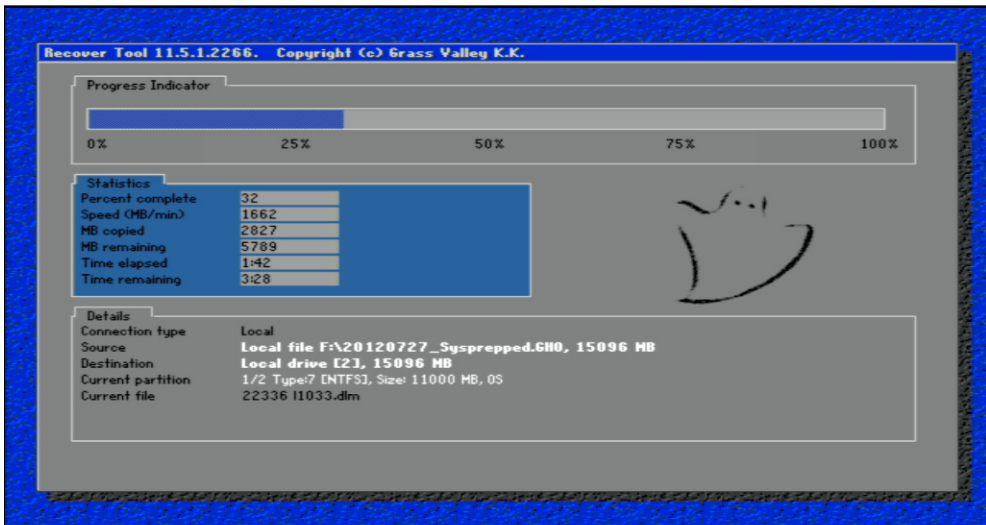 Recover Tool 11.5.1.2266. Copyright (c) Grass Valley K.K.
Progress Indicator
0% 25% 50% 75% 100%
Statistics
Percent complete 32
Speed (MB/min) 1662
MB copied 2827
MB remaining 5789
Time elapsed 1:42
Time remaining 3:28
Details
Connection type Local
Source Local file F:\20120727_Sysprepped.GHO, 15096 MB
Destination Local drive [2], 15096 MB
Current partition 1/2 Type:7 [NTFS], Size: 11000 MB, OS
Current file 22336 l1033.dlm